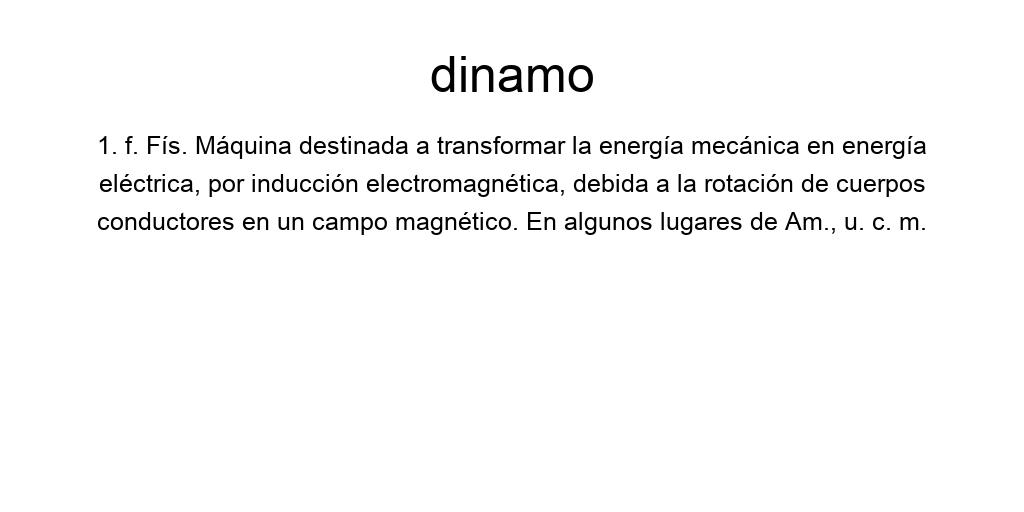 dinamo
1. f. Fís. Máquina destinada a transformar la energía mecánica en energía
eléctrica, por inducción electromagnética, debida a la rotación de cuerpos
conductores en un campo magnético. En algunos lugares de Am., u. c. m.